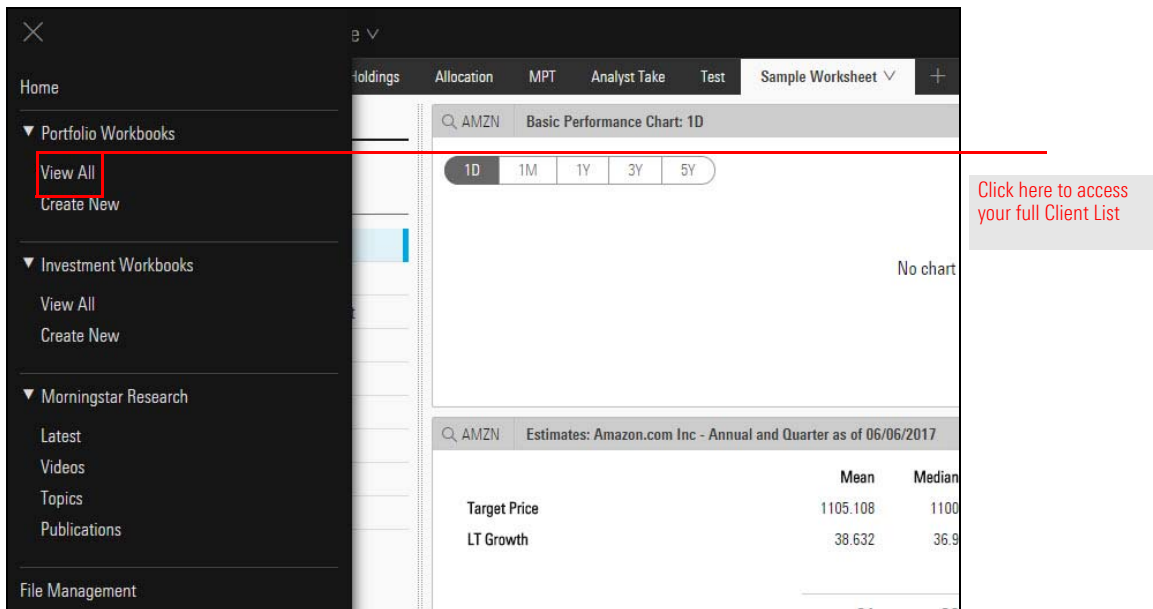 e
Home
Portfolio Workbooks
View All
Create New
Investment Workbooks
View All
Create New
Morningstar Research
Latest
Videos
Topics
Publications
File Management
Holdings Allocation MPT Analyst Take Test Sample Worksheet +
AMZN Basic Performance Chart: 1D
1D 1M 1Y 3Y 5Y
No chart
AMZN Estimates: Amazon.com Inc - Annual and Quarter as of 06/06/2017
Mean Median
Target Price 1105.108 1100
LT Growth 38.632 36.9
Click here to access
your full Client List